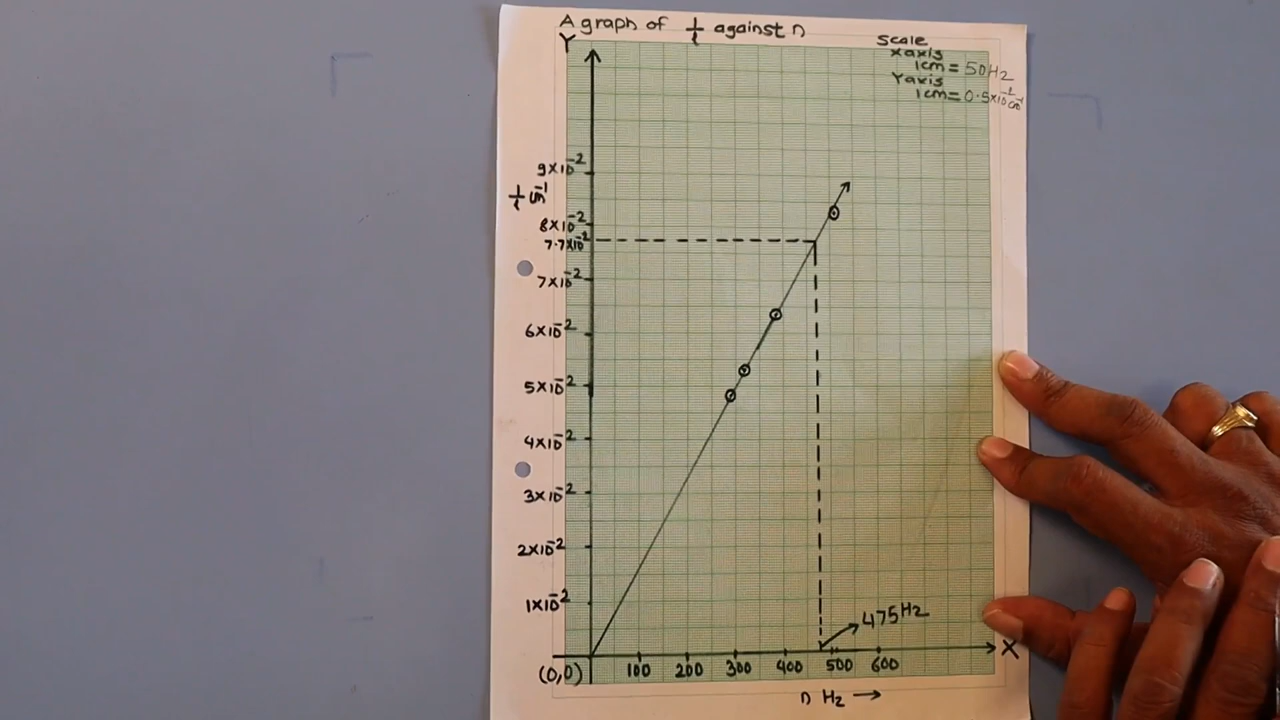 A graph of 1/l against n
Y
Scale
X axis
1cm = 50Hz
Y axis
1cm = 0.5×10⁻² cm⁻¹
9×10⁻²
1/l cm⁻¹
8×10⁻²
7.7×10⁻²
7×10⁻²
6×10⁻²
5×10⁻²
4×10⁻²
3×10⁻²
2×10⁻²
1×10⁻²
475Hz
X
(0,0) 100 200 300 400 500 600
n Hz →